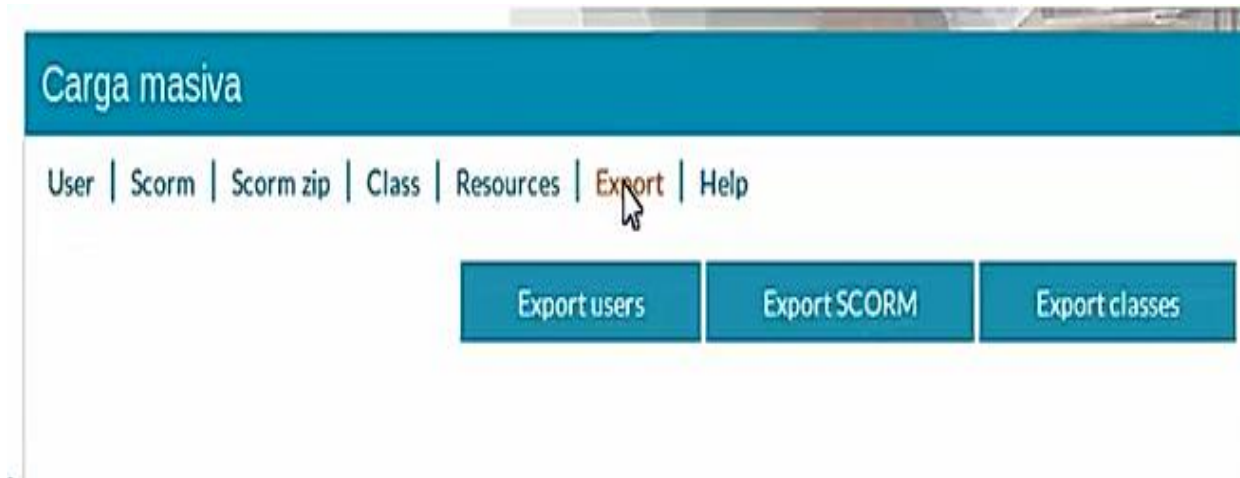 Carga masiva
User | Scorm | Scorm zip | Class | Resources | Export | Help
Export users Export SCORM Export classes